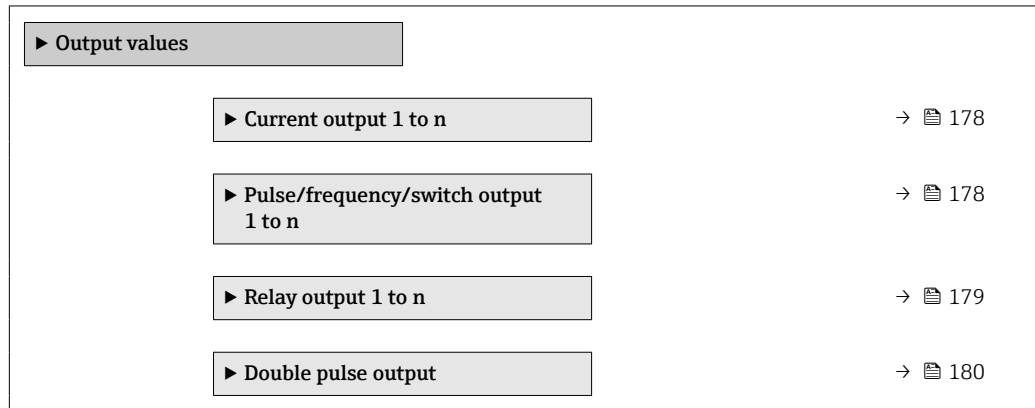 ▶ Output values
▶ Current output 1 to n → 178
▶ Pulse/frequency/switch output
1 to n → 178
▶ Relay output 1 to n → 179
▶ Double pulse output → 180